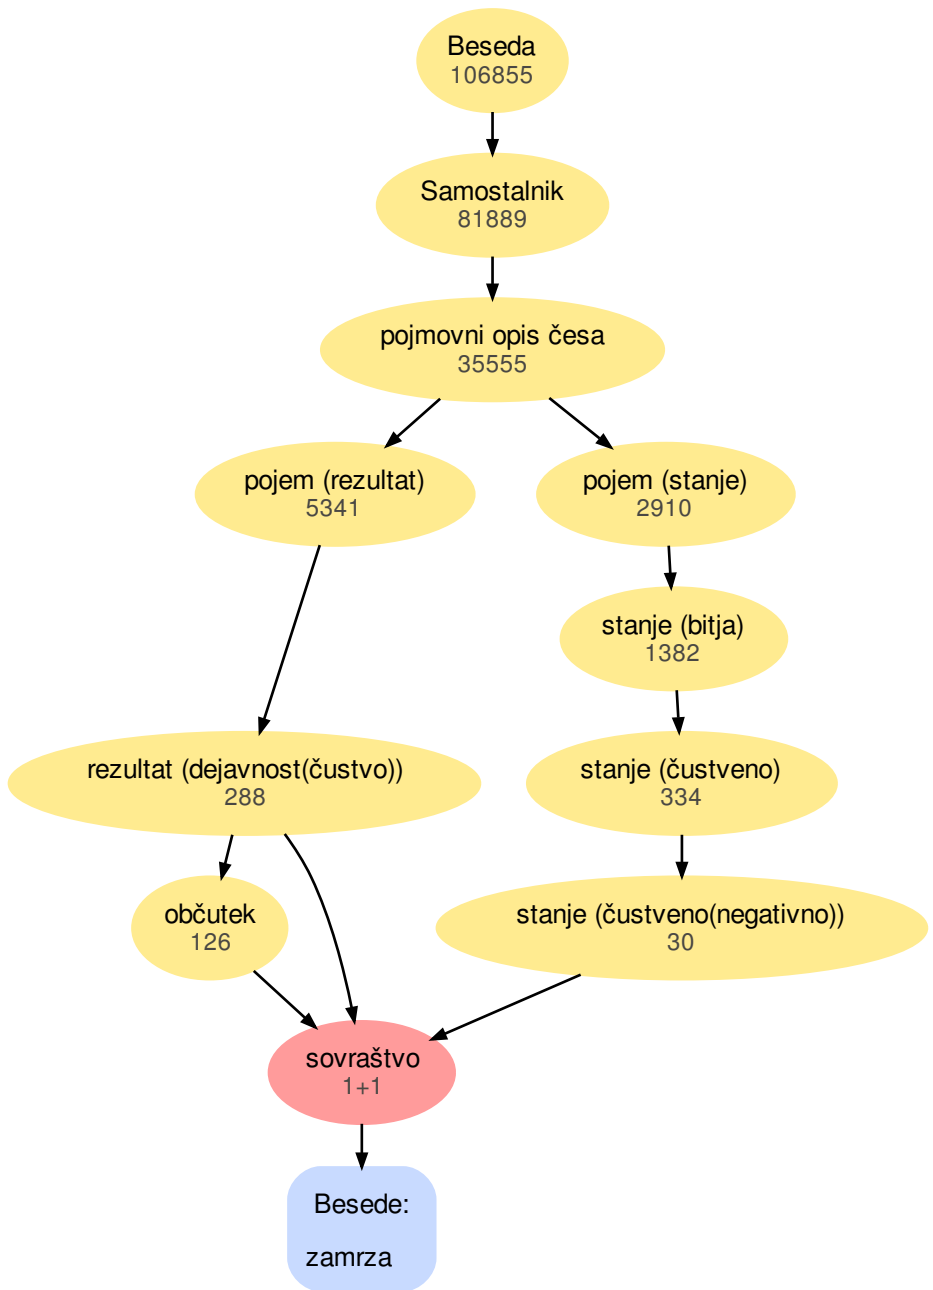 Beseda
106855
Samostalnik
81889
pojmovni opis česa
35555
pojem (rezultat)
5341
pojem (stanje)
2910
stanje (bitja)
1382
rezultat (dejavnost(čustvo))
288
stanje (čustveno)
334
občutek
126
stanje (čustveno(negativno))
30
sovraštvo
1+1
Besede:
zamrza